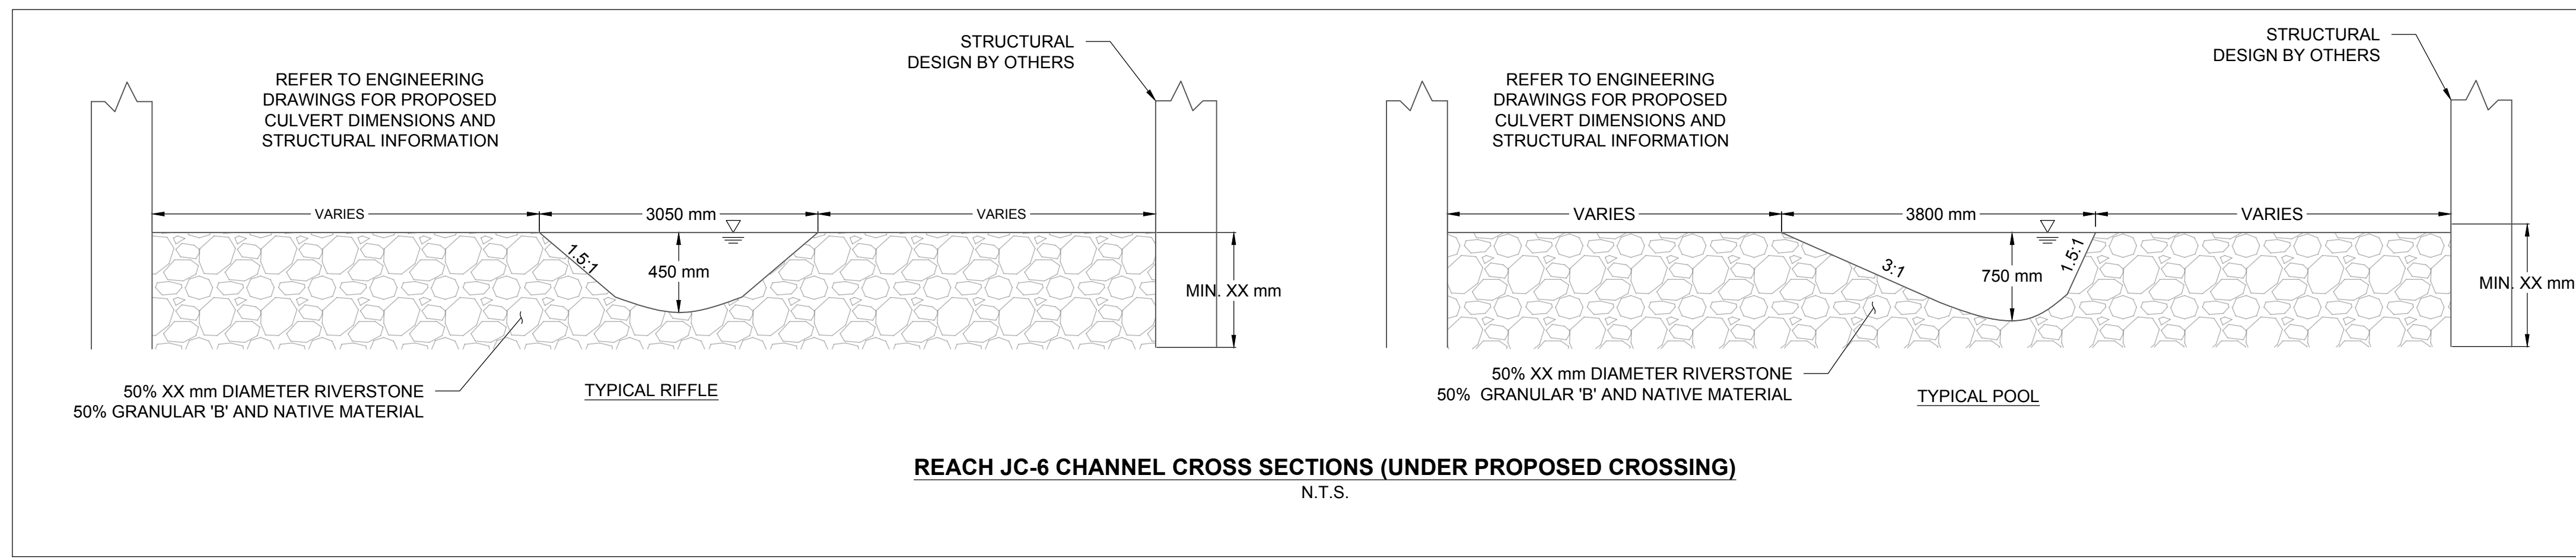 STRUCTURAL
DESIGN BY OTHERS
REFER TO ENGINEERING
DRAWINGS FOR PROPOSED
CULVERT DIMENSIONS AND
STRUCTURAL INFORMATION
VARIES
3050 mm
VARIES
1.5:1
450 mm
MIN. XX mm
50% XX mm DIAMETER RIVERSTONE
50% GRANULAR 'B' AND NATIVE MATERIAL
TYPICAL RIFFLE
STRUCTURAL
DESIGN BY OTHERS
REFER TO ENGINEERING
DRAWINGS FOR PROPOSED
CULVERT DIMENSIONS AND
STRUCTURAL INFORMATION
VARIES
3800 mm
VARIES
3:1
750 mm
1.5:1
MIN. XX mm
50% XX mm DIAMETER RIVERSTONE
50% GRANULAR 'B' AND NATIVE MATERIAL
TYPICAL POOL
REACH JC-6 CHANNEL CROSS SECTIONS (UNDER PROPOSED CROSSING)
N.T.S.